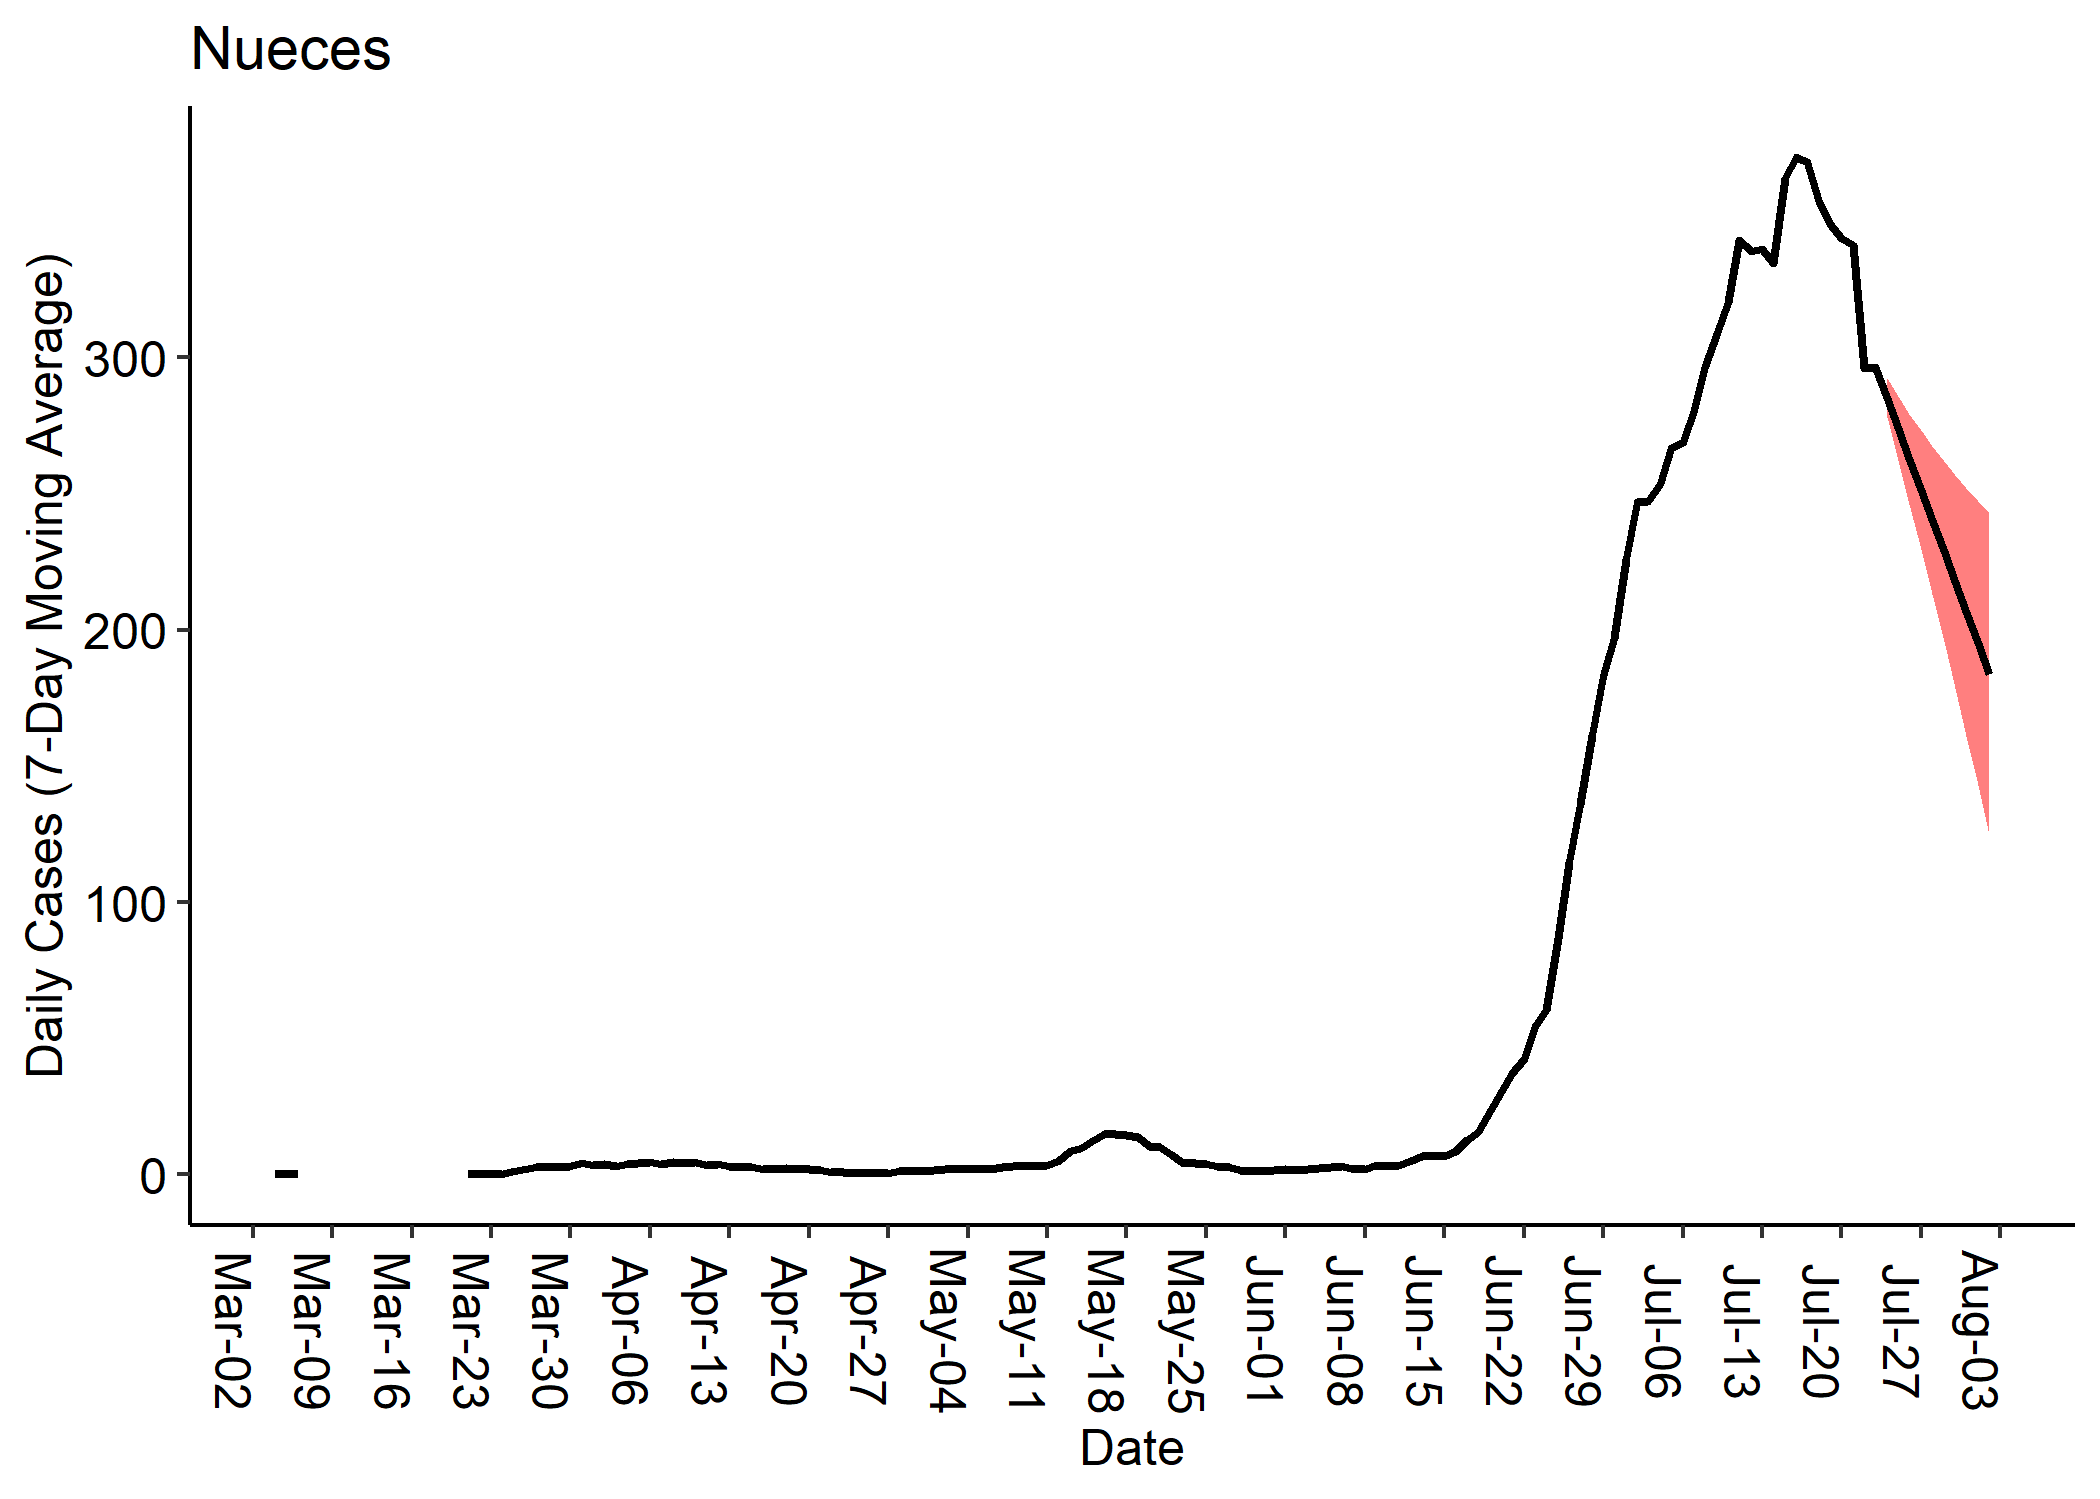 Nueces
Daily Cases (7-Day Moving Average)
300
200
100
0
Mar-02
Mar-09
Mar-16
Mar-23
Mar-30
Apr-06
Apr-13
Apr-20
Apr-27
May-04
May-11
May-18
May-25
Jun-01
Jun-08
Jun-15
Jun-22
Jun-29
Jul-06
Jul-13
Jul-20
Jul-27
Aug-03
Date